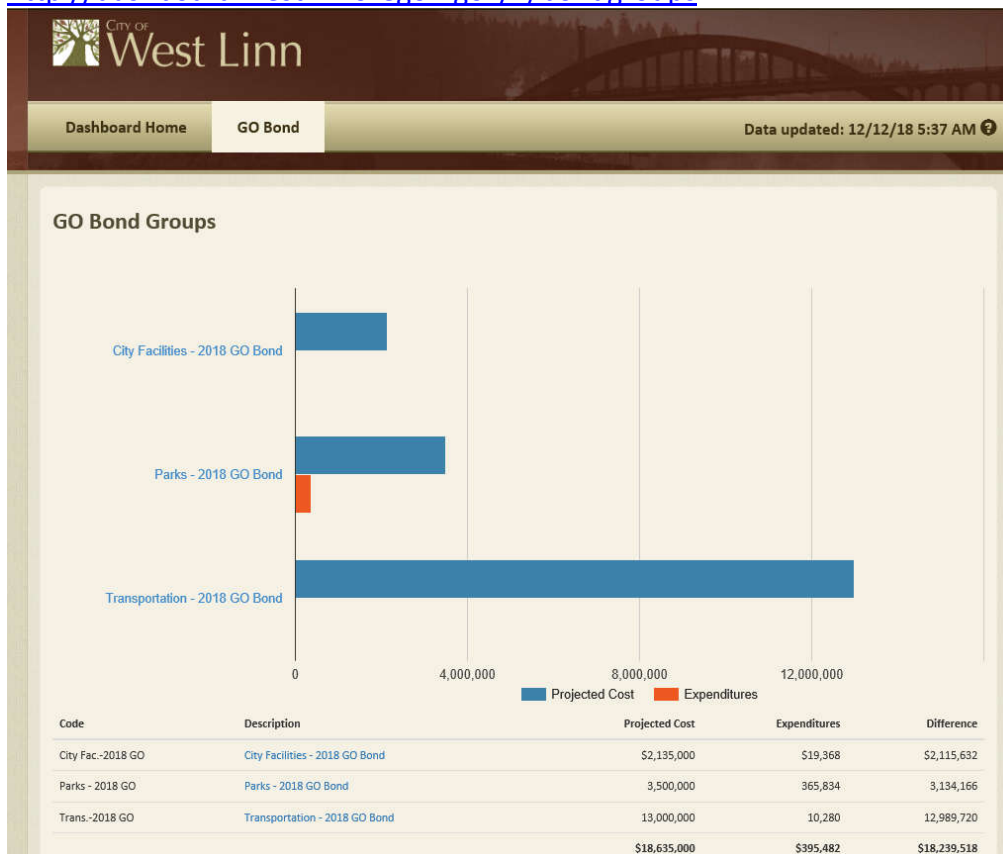 CITY OF
West Linn
Dashboard Home GO Bond Data updated: 12/12/18 5:37 AM
GO Bond Groups
City Facilities - 2018 GO Bond
Parks - 2018 GO Bond
Transportation - 2018 GO Bond
0 4,000,000 8,000,000 12,000,000
Projected Cost Expenditures
Code Description Projected Cost Expenditures Difference
City Fac.-2018 GO City Facilities - 2018 GO Bond $2,135,000 $19,368 $2,115,632
Parks - 2018 GO Parks - 2018 GO Bond 3,500,000 365,834 3,134,166
Trans.-2018 GO Transportation - 2018 GO Bond 13,000,000 10,280 12,989,720
$18,635,000 $395,482 $18,239,518